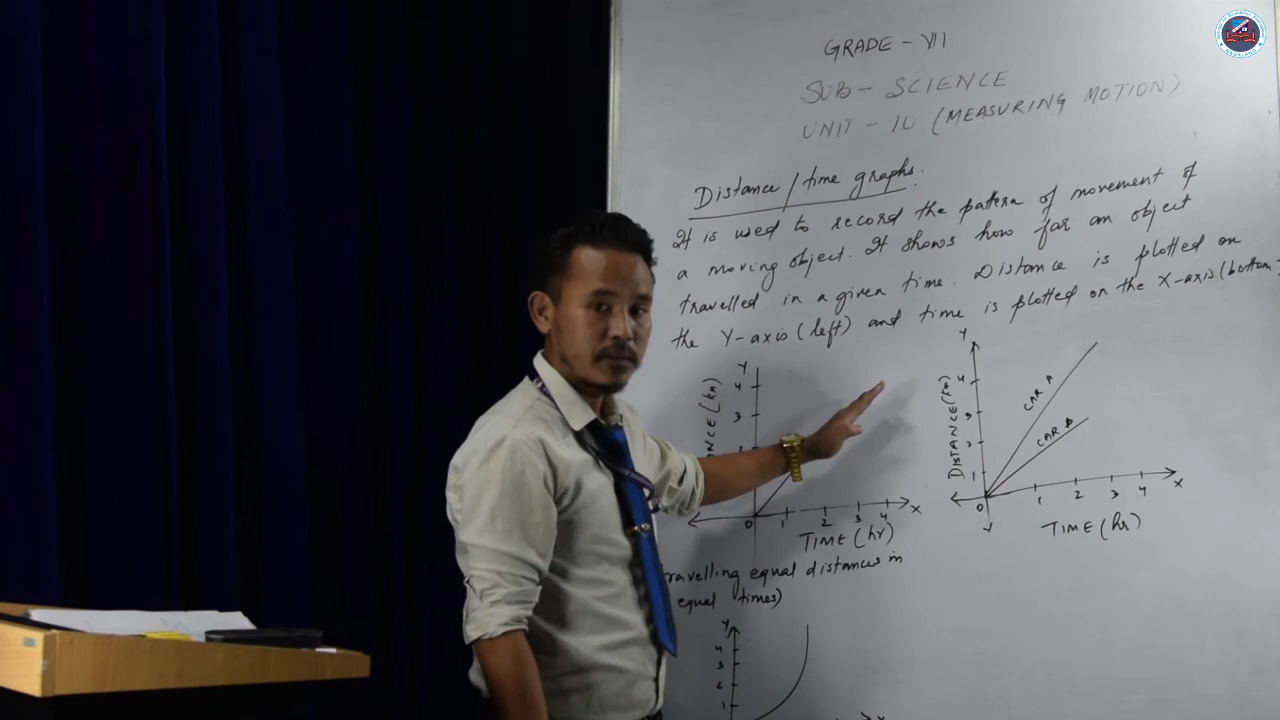 GRADE - VII
SUB - SCIENCE
UNIT - 10 (MEASURING MOTION)
Distance / time graphs.
It is used to record the pattern of movement of
a moving object. It shows how far an object
travelled in a given time. Distance is plotted on
the Y-axis (left) and time is plotted on the X-axis (bottom-
Y
4
3
2
0 1 2 3 4 X
TIME (hr)
travelling equal distances in
equal times)
Y
DISTANCE (km)
4
3
2
1
CAR A
CAR B
0 1 2 3 4 X
Y
TIME (hr)
Y
4
3
2
1
X
NAGALAND